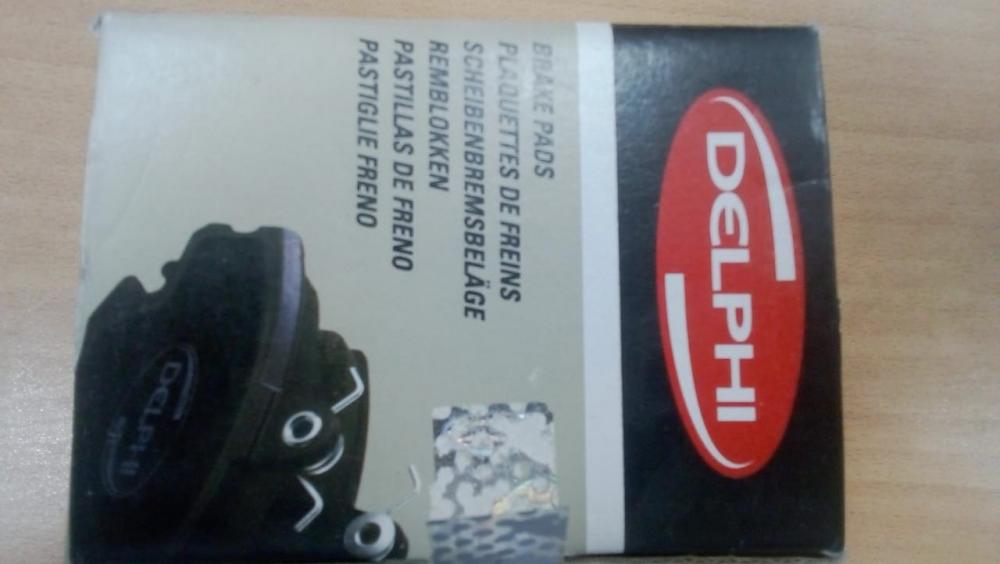 DELPHI
BRAKE PADS
PLAQUETTES DE FREINS
SCHEIBENBREMSBELÄGE
REMBLOKKEN
PASTILLAS DE FRENO
PASTIGLIE FRENO
DELPHI